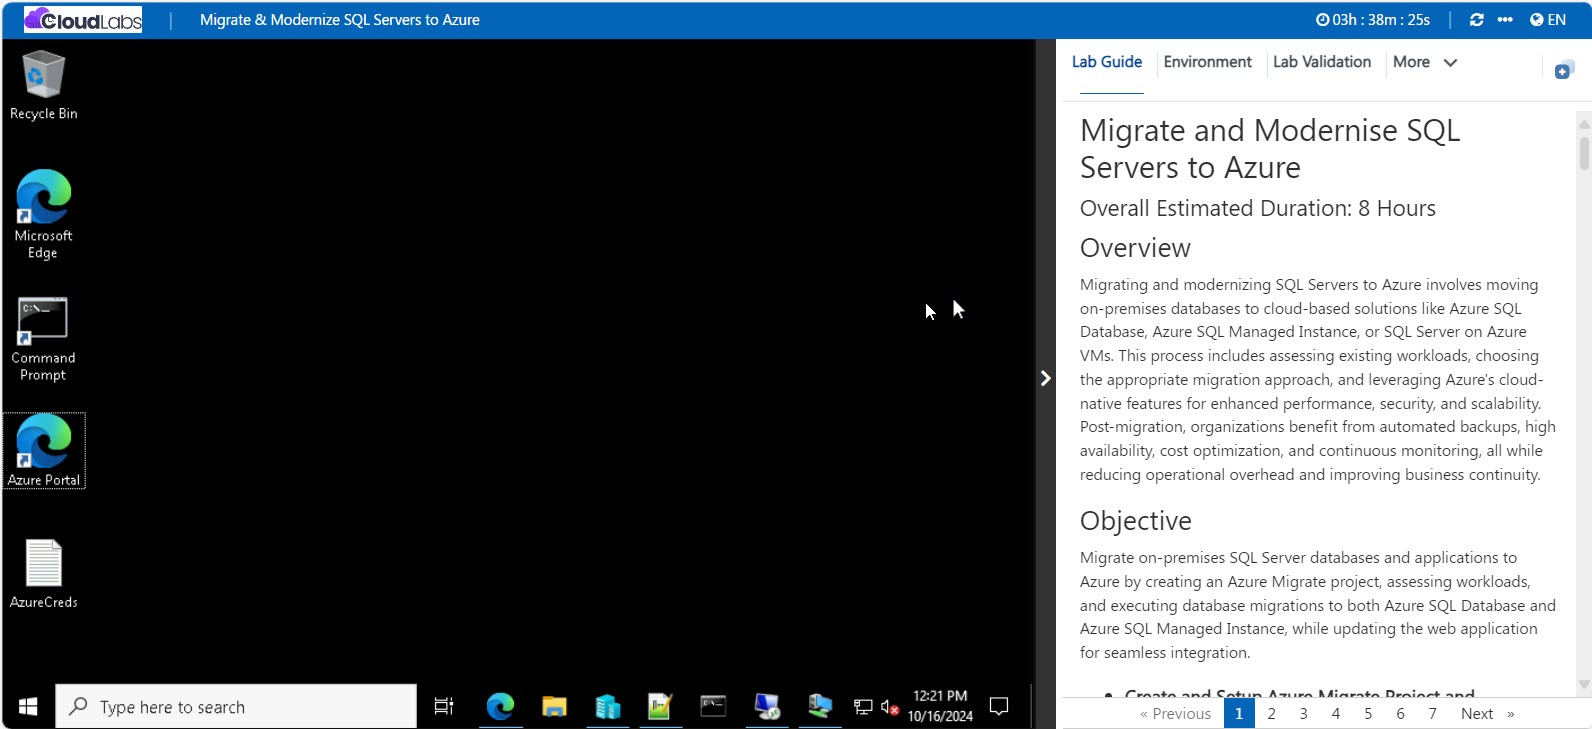 CloudLabs
Migrate & Modernize SQL Servers to Azure
03h : 38m : 25s
EN
Recycle Bin
Microsoft
Edge
C:\_
Command
Prompt
Azure Portal
AzureCreds
Type here to search
12:21 PM
10/16/2024
Lab Guide
Environment
Lab Validation
More
Migrate and Modernise SQL
Servers to Azure
Overall Estimated Duration: 8 Hours
Overview
Migrating and modernizing SQL Servers to Azure involves moving
on-premises databases to cloud-based solutions like Azure SQL
Database, Azure SQL Managed Instance, or SQL Server on Azure
VMs. This process includes assessing existing workloads, choosing
the appropriate migration approach, and leveraging Azure's cloud-
native features for enhanced performance, security, and scalability.
Post-migration, organizations benefit from automated backups, high
availability, cost optimization, and continuous monitoring, all while
reducing operational overhead and improving business continuity.
Objective
Migrate on-premises SQL Server databases and applications to
Azure by creating an Azure Migrate project, assessing workloads,
and executing database migrations to both Azure SQL Database and
Azure SQL Managed Instance, while updating the web application
for seamless integration.
• Create and Setup Azure Migrate Project and
« Previous 1 2 3 4 5 6 7 Next »